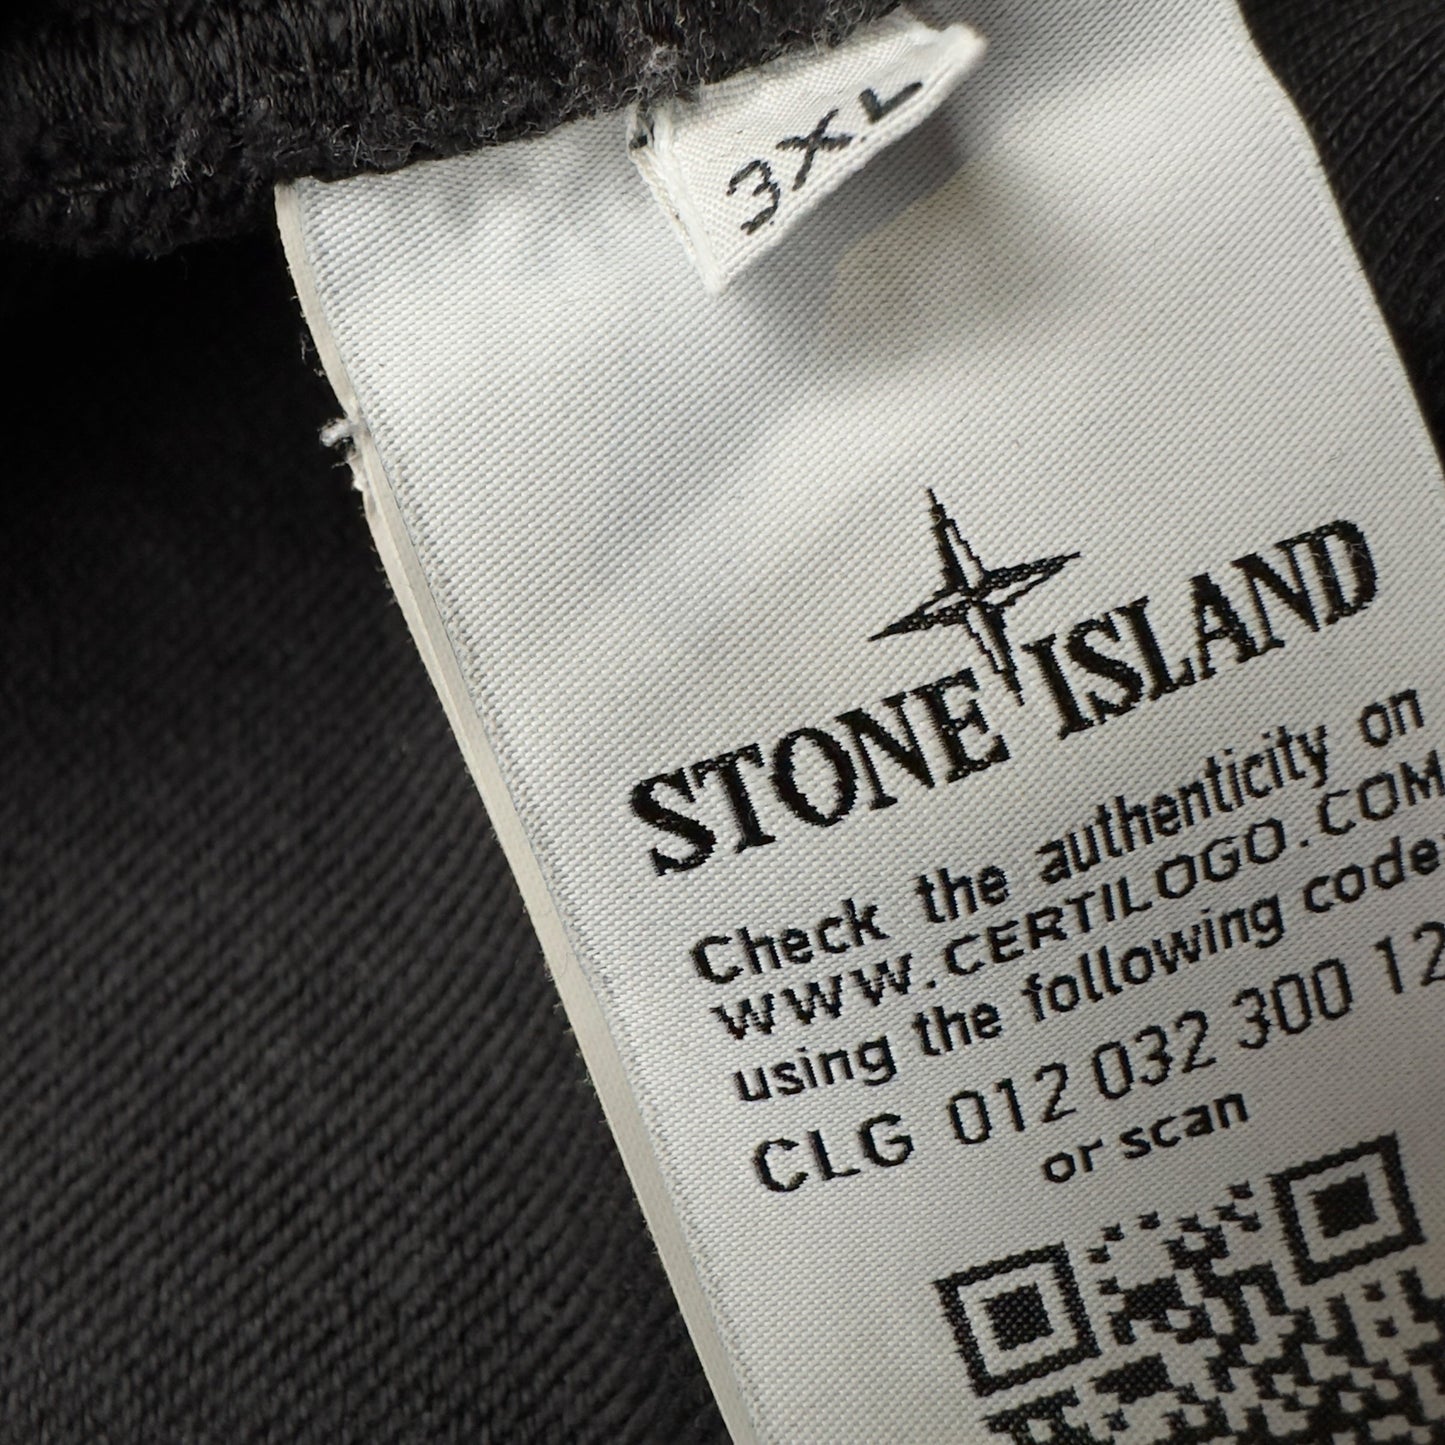 3XL
STONE ISLAND
Check the authenticity on
WWW.CERTILOGO.COM
using the following code
CLG 012 032 300 12
or scan